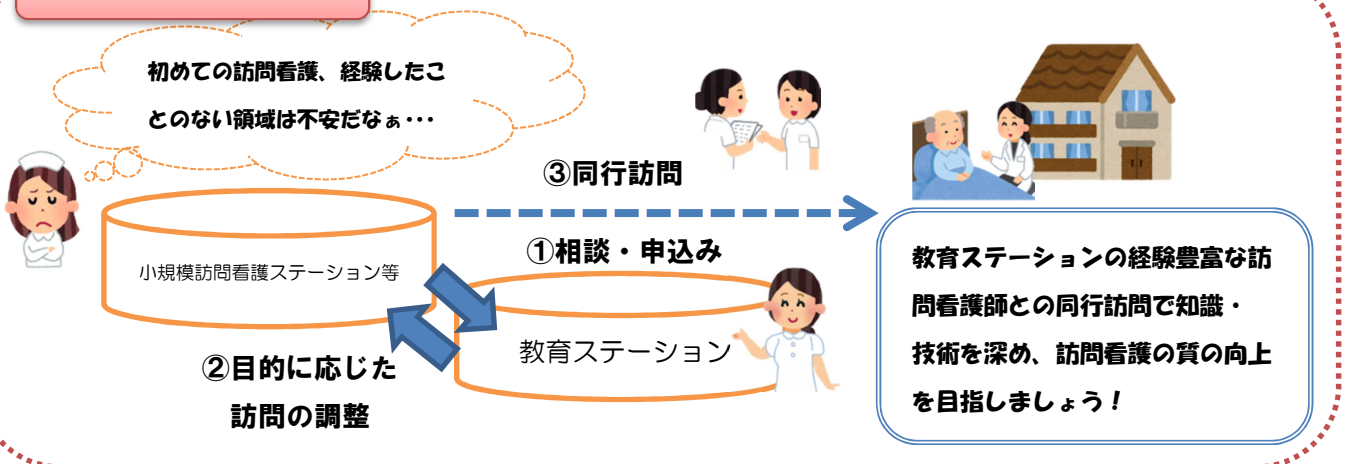 初めての訪問看護、経験したこ
とのない領域は不安だなぁ･･･
③同行訪問
①相談・申込み
小規模訪問看護ステーション等
教育ステーション
②目的に応じた
訪問の調整
教育ステーションの経験豊富な訪
問看護師との同行訪問で知識・
技術を深め、訪問看護の質の向上
を目指しましょう！